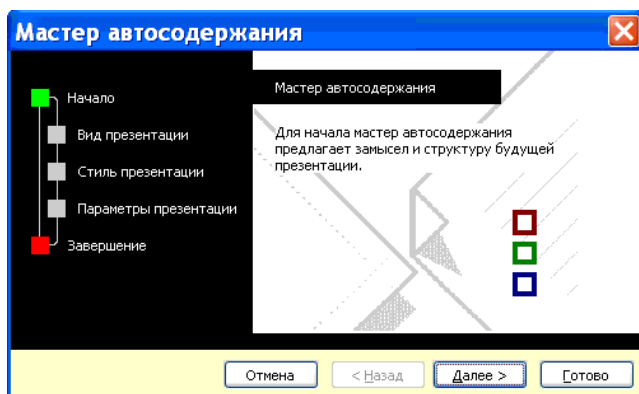 Мастер автосодержания
Начало
Вид презентации
Стиль презентации
Параметры презентации
Завершение
Мастер автосодержания
Для начала мастер автосодержания
предлагает замысел и структуру будущей
презентации.
Отмена
< Назад
Далее >
Готово